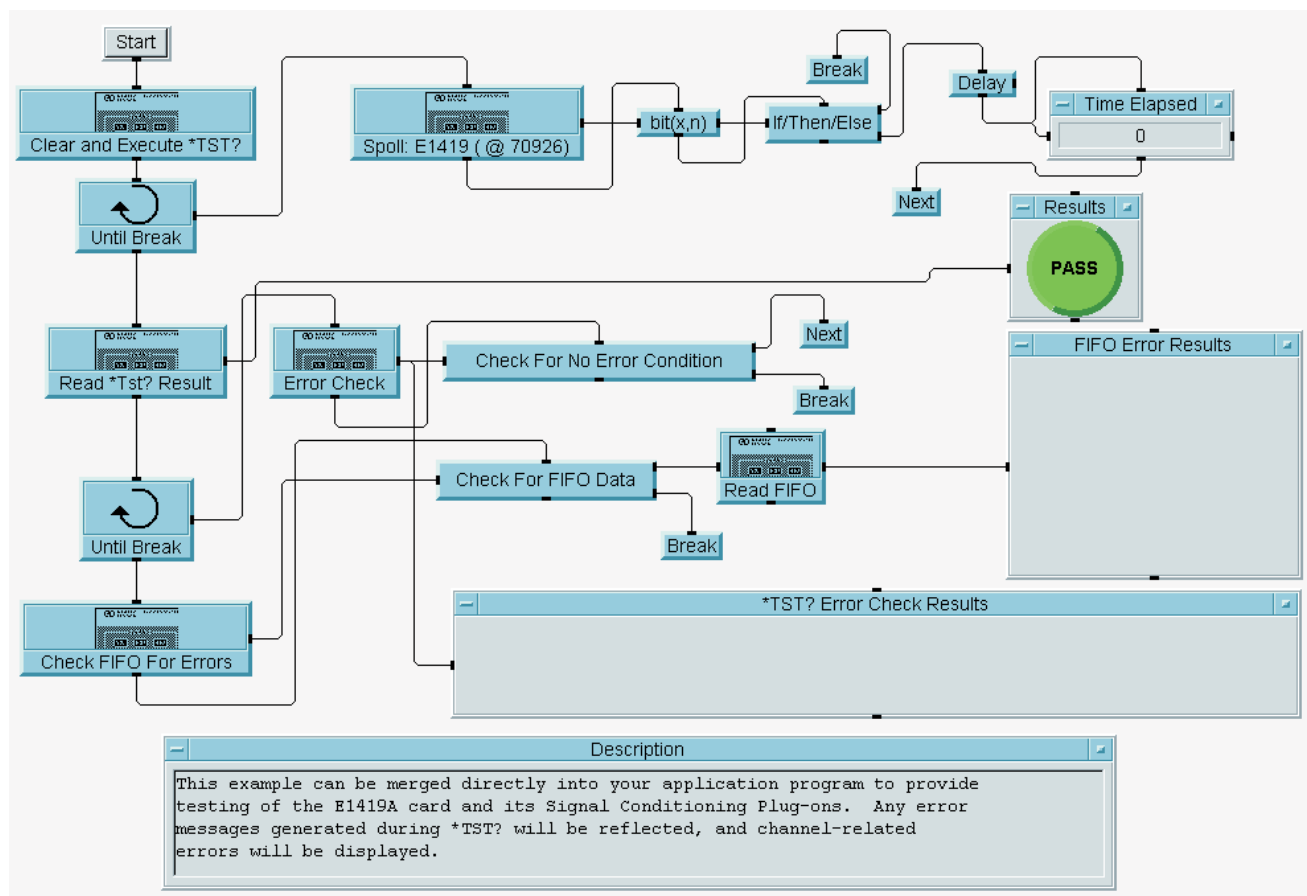 Start
Clear and Execute *TST?
Spoll: E1419 ( @ 70926)
bit(x,n)
If/Then/Else
Break
Delay
Time Elapsed
0
Next
Until Break
Results
PASS
Read *Tst? Result
Error Check
Check For No Error Condition
Next
Break
FIFO Error Results
Check For FIFO Data
Read FIFO
Break
Until Break
Check FIFO For Errors
*TST? Error Check Results
Description
This example can be merged directly into your application program to provide
testing of the E1419A card and its Signal Conditioning Plug-ons.  Any error
messages generated during *TST? will be reflected, and channel-related
errors will be displayed.